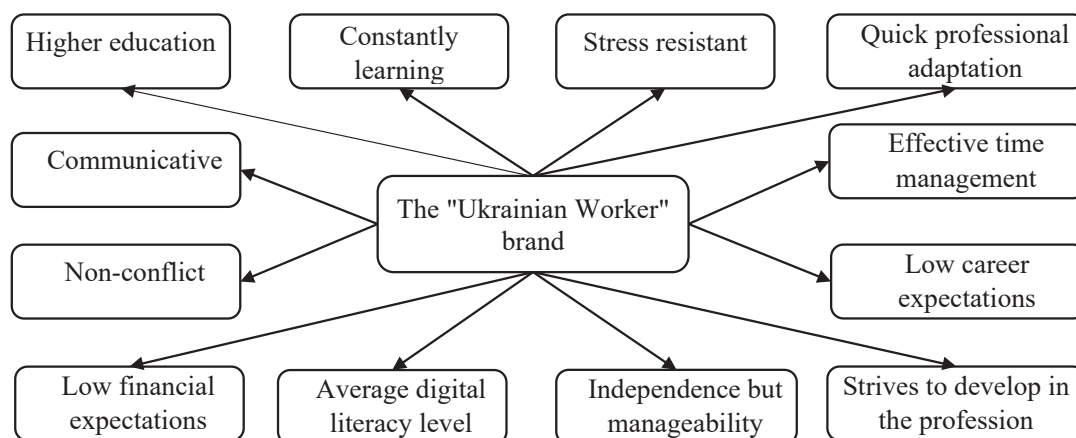 Higher education
Constantly
learning
Stress resistant
Quick professional
adaptation
Communicative
Effective time
management
The "Ukrainian Worker"
brand
Non-conflict
Low career
expectations
Low financial
expectations
Average digital
literacy level
Independence but
manageability
Strives to develop in
the profession